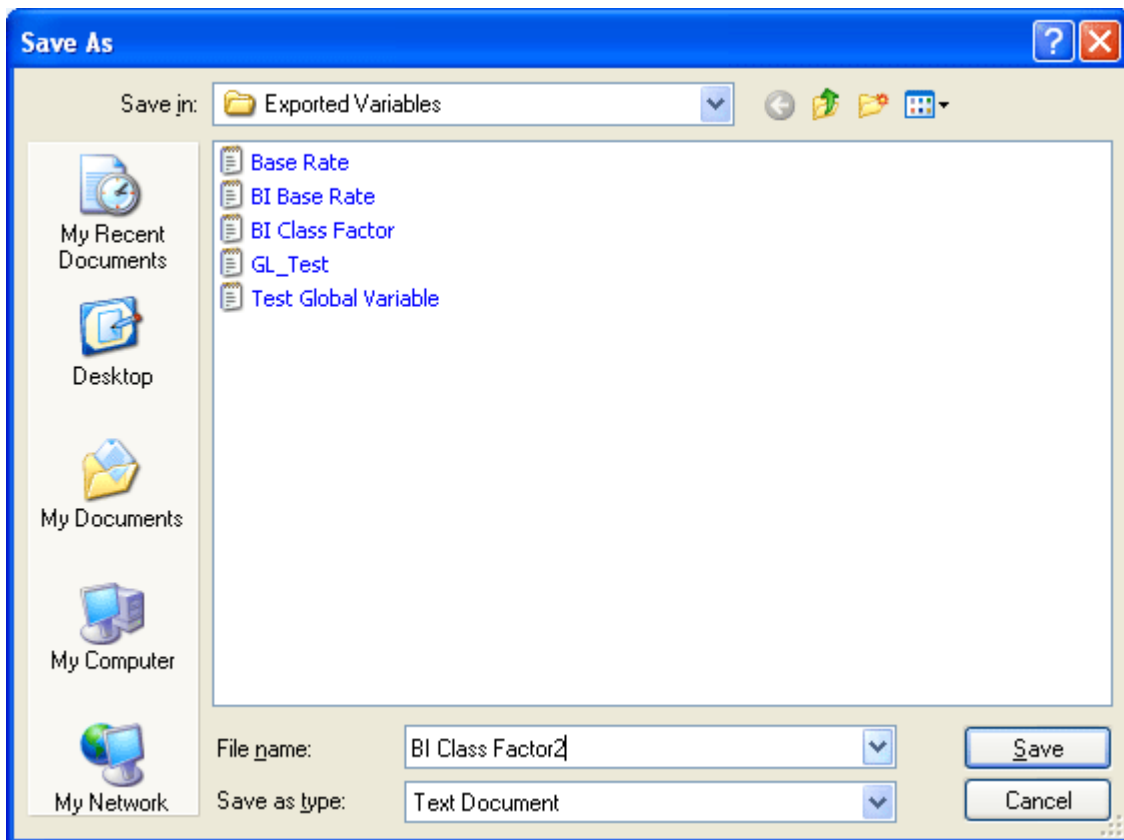 Save As
Save in:
Exported Variables
My Recent
Documents
Desktop
My Documents
My Computer
My Network
Base Rate
BI Base Rate
BI Class Factor
GL_Test
Test Global Variable
File name:
BI Class Factor2
Save
Save as type:
Text Document
Cancel